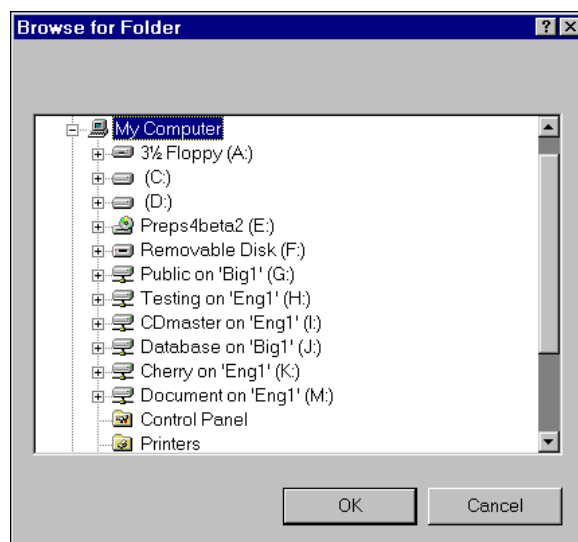 Browse for Folder
My Computer
3½ Floppy (A:)
(C:)
(D:)
Preps4beta2 (E:)
Removable Disk (F:)
Public on 'Big1' (G:)
Testing on 'Eng1' (H:)
CDmaster on 'Eng1' (I:)
Database on 'Big1' (J:)
Cherry on 'Eng1' (K:)
Document on 'Eng1' (M:)
Control Panel
Printers
OK Cancel